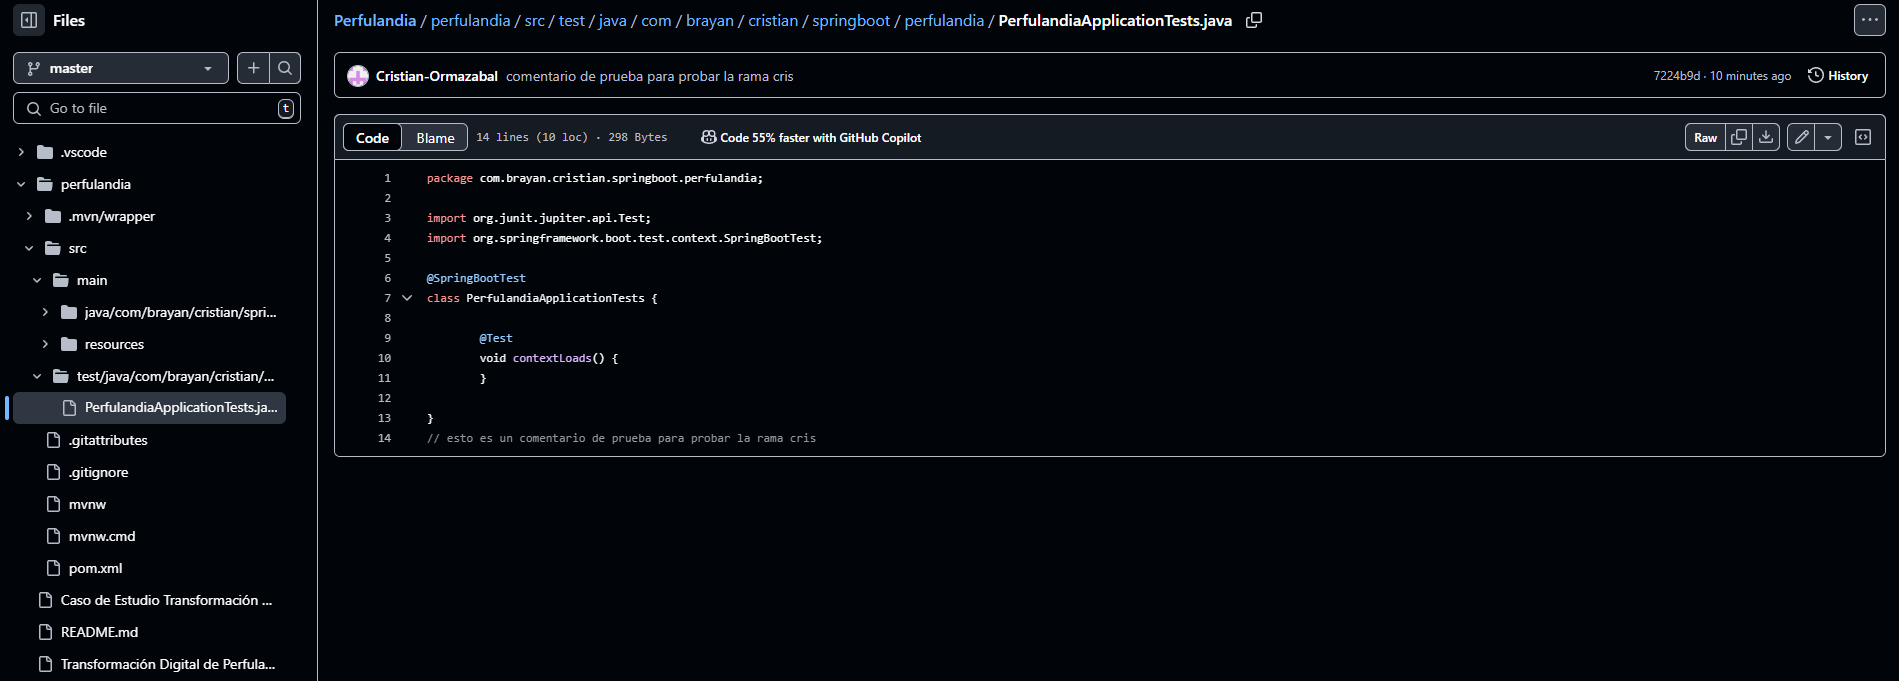 Files
master
Go to file
t
.vscode
perfulandia
.mvn/wrapper
src
main
java/com/brayan/cristian/spri...
resources
test/java/com/brayan/cristian/...
PerfulandiaApplicationTests.ja...
.gitattributes
.gitignore
mvnw
mvnw.cmd
pom.xml
Caso de Estudio Transformación ...
README.md
Transformación Digital de Perfula...
Perfulandia / perfulandia / src / test / java / com / brayan / cristian / springboot / perfulandia / PerfulandiaApplicationTests.java
Cristian-Ormazabal comentario de prueba para probar la rama cris 7224b9d · 10 minutes ago History
Code Blame 14 lines (10 loc) · 298 Bytes Code 55% faster with GitHub Copilot Raw
1 package com.brayan.cristian.springboot.perfulandia;
2
3 import org.junit.jupiter.api.Test;
4 import org.springframework.boot.test.context.SpringBootTest;
5
6 @SpringBootTest
7 class PerfulandiaApplicationTests {
8
9 @Test
10 void contextLoads() {
11 }
12
13 }
14 // esto es un comentario de prueba para probar la rama cris